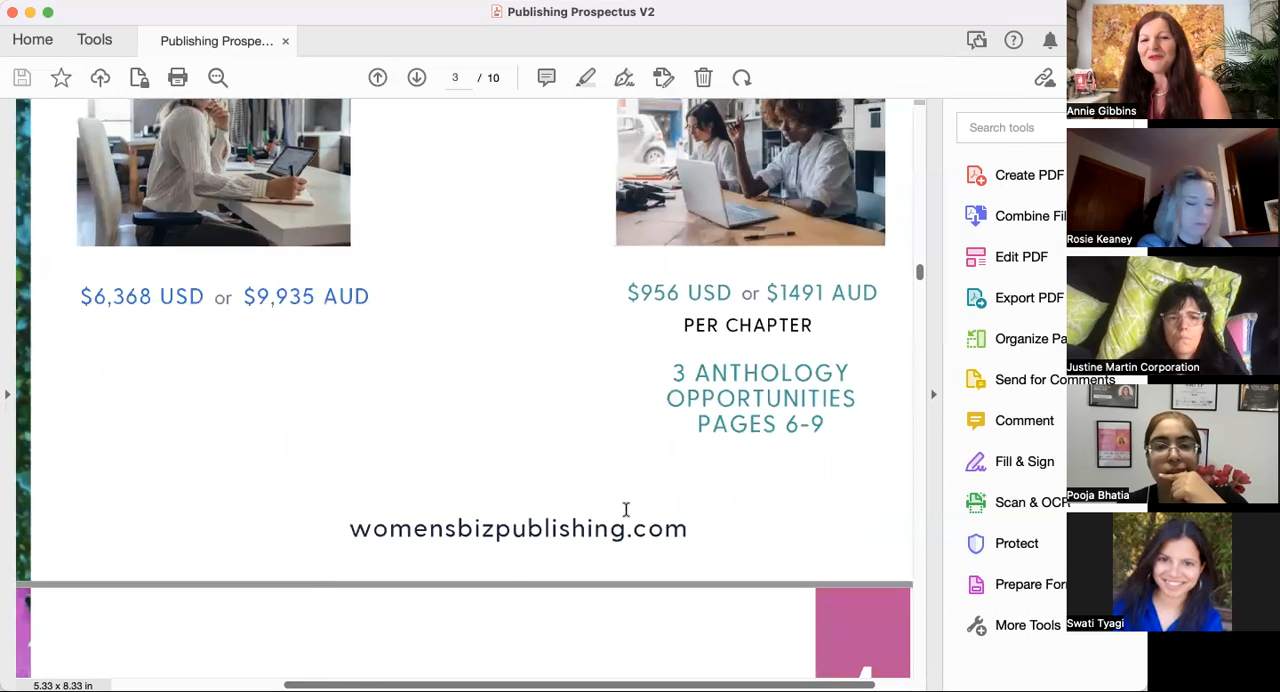 Publishing Prospectus V2
Home
Tools
Publishing Prospe...
3 / 10
$6,368 USD or $9,935 AUD
$956 USD or $1491 AUD
PER CHAPTER
3 ANTHOLOGY
OPPORTUNITIES
PAGES 6-9
womensbizpublishing.com
5.33 x 8.33 in
Search tools
Create PDF
Combine Fil
Edit PDF
Export PDF
Organize Pa
Send for Comments
Comment
Fill & Sign
Scan & OCR
Protect
Prepare For
More Tools
Annie Gibbins
Rosie Keaney
Justine Martin Corporation
Pooja Bhatia
Swati Tyagi